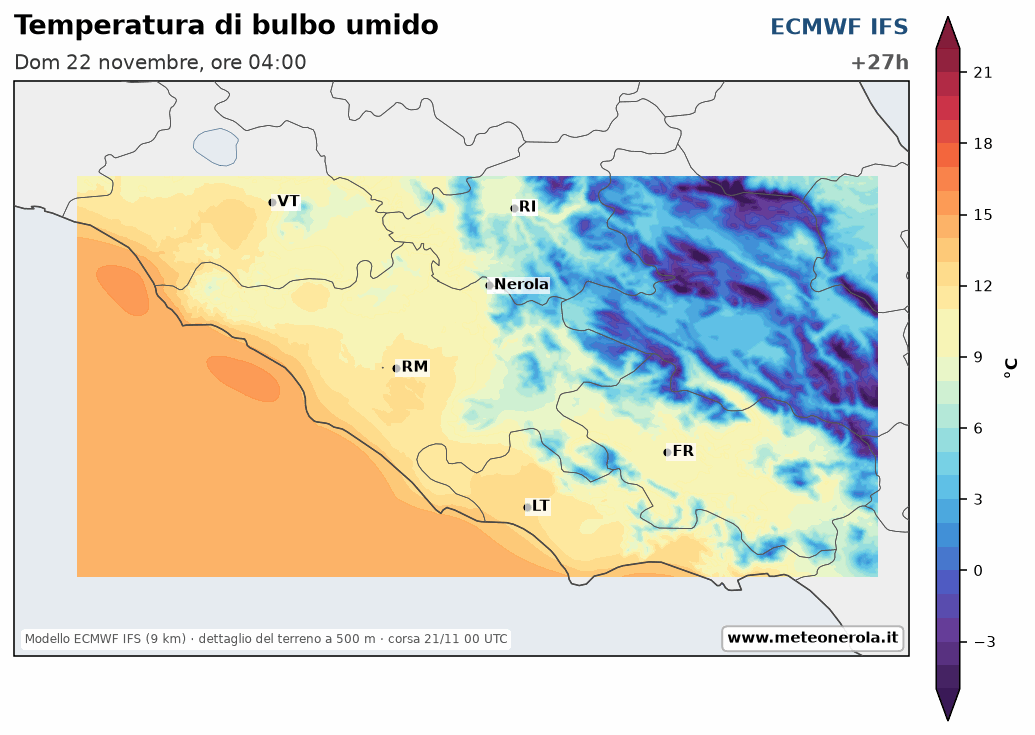 Temperatura di bulbo umido
ECMWF IFS
Dom 22 novembre, ore 04:00
+27h
VT
RI
Nerola
RM
FR
LT
21
18
15
12
9
6
3
0
−3
°C
Modello ECMWF IFS (9 km) · dettaglio del terreno a 500 m · corsa 21/11 00 UTC
www.meteonerola.it